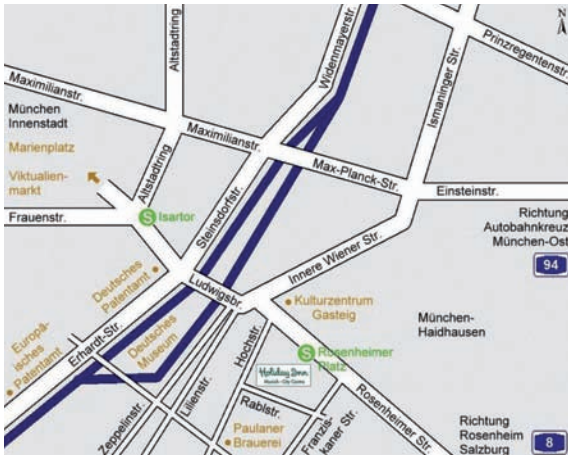 N
Altstadtring
Widenmayerstr.
Prinzregentenstr.
Ismaninger Str.
Maximilianstr.
München
Innenstadt
Marienplatz
Viktualien-
markt
Maximilianstr.
Max-Planck-Str.
Einsteinstr.
Altstadtring
Steinsdorfstr.
Frauenstr.
S Isartor
Richtung
Autobahnkreuz
München-Ost
94
Innere Wiener Str.
Deutsches
Patentamt
Ludwigsbr.
Kulturzentrum
Gasteig
München-
Haidhausen
Europä-
isches
Patentamt
Erhardt-Str.
Deutsches
Museum
Hochstr.
S Rosenheimer
Platz
Holiday Inn
Munich - City Centre
Rosenheimer Str.
Lilienstr.
Zeppelinstr.
Rablstr.
Franzis-
kaner Str.
Paulaner
Brauerei
Richtung
Rosenheim
Salzburg
8